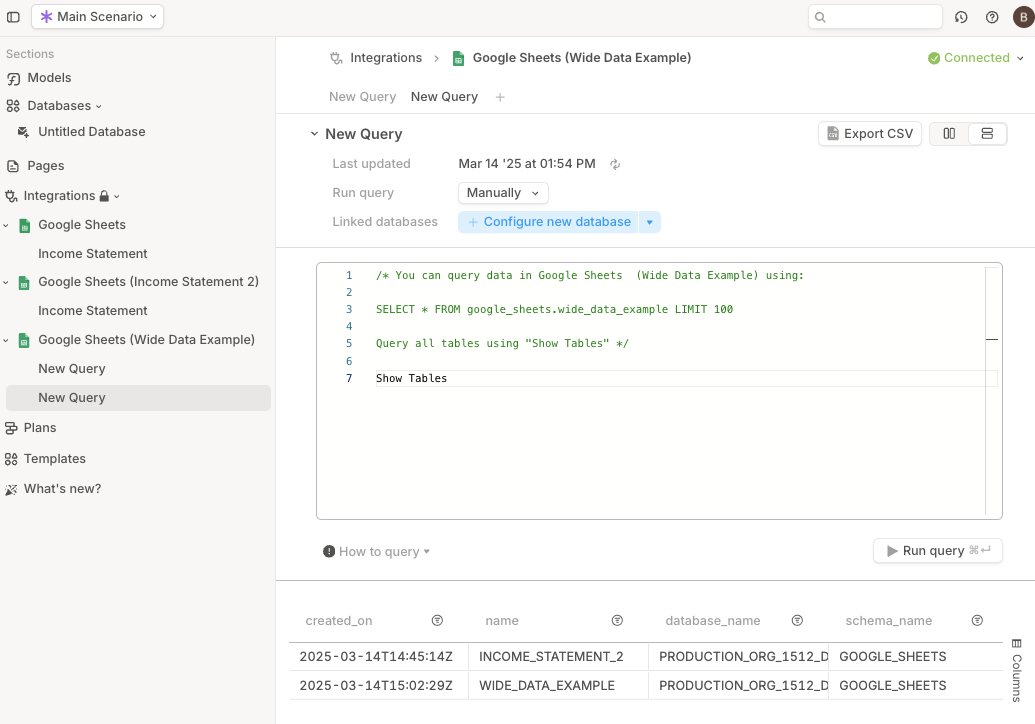 Main Scenario
B
Sections
Models
Databases
Untitled Database
Pages
Integrations
Google Sheets
Income Statement
Google Sheets (Income Statement 2)
Income Statement
Google Sheets (Wide Data Example)
New Query
New Query
Plans
Templates
What's new?
Integrations > Google Sheets (Wide Data Example)
Connected
New Query New Query +
New Query
Export CSV
Last updated Mar 14 '25 at 01:54 PM
Run query Manually
Linked databases + Configure new database
1 /* You can query data in Google Sheets  (Wide Data Example) using:
2
3 SELECT * FROM google_sheets.wide_data_example LIMIT 100
4
5 Query all tables using "Show Tables" */
6
7 Show Tables
How to query
Run query ⌘↵
created_on name database_name schema_name
2025-03-14T14:45:14Z INCOME_STATEMENT_2 PRODUCTION_ORG_1512_D GOOGLE_SHEETS
2025-03-14T15:02:29Z WIDE_DATA_EXAMPLE PRODUCTION_ORG_1512_D GOOGLE_SHEETS
Columns